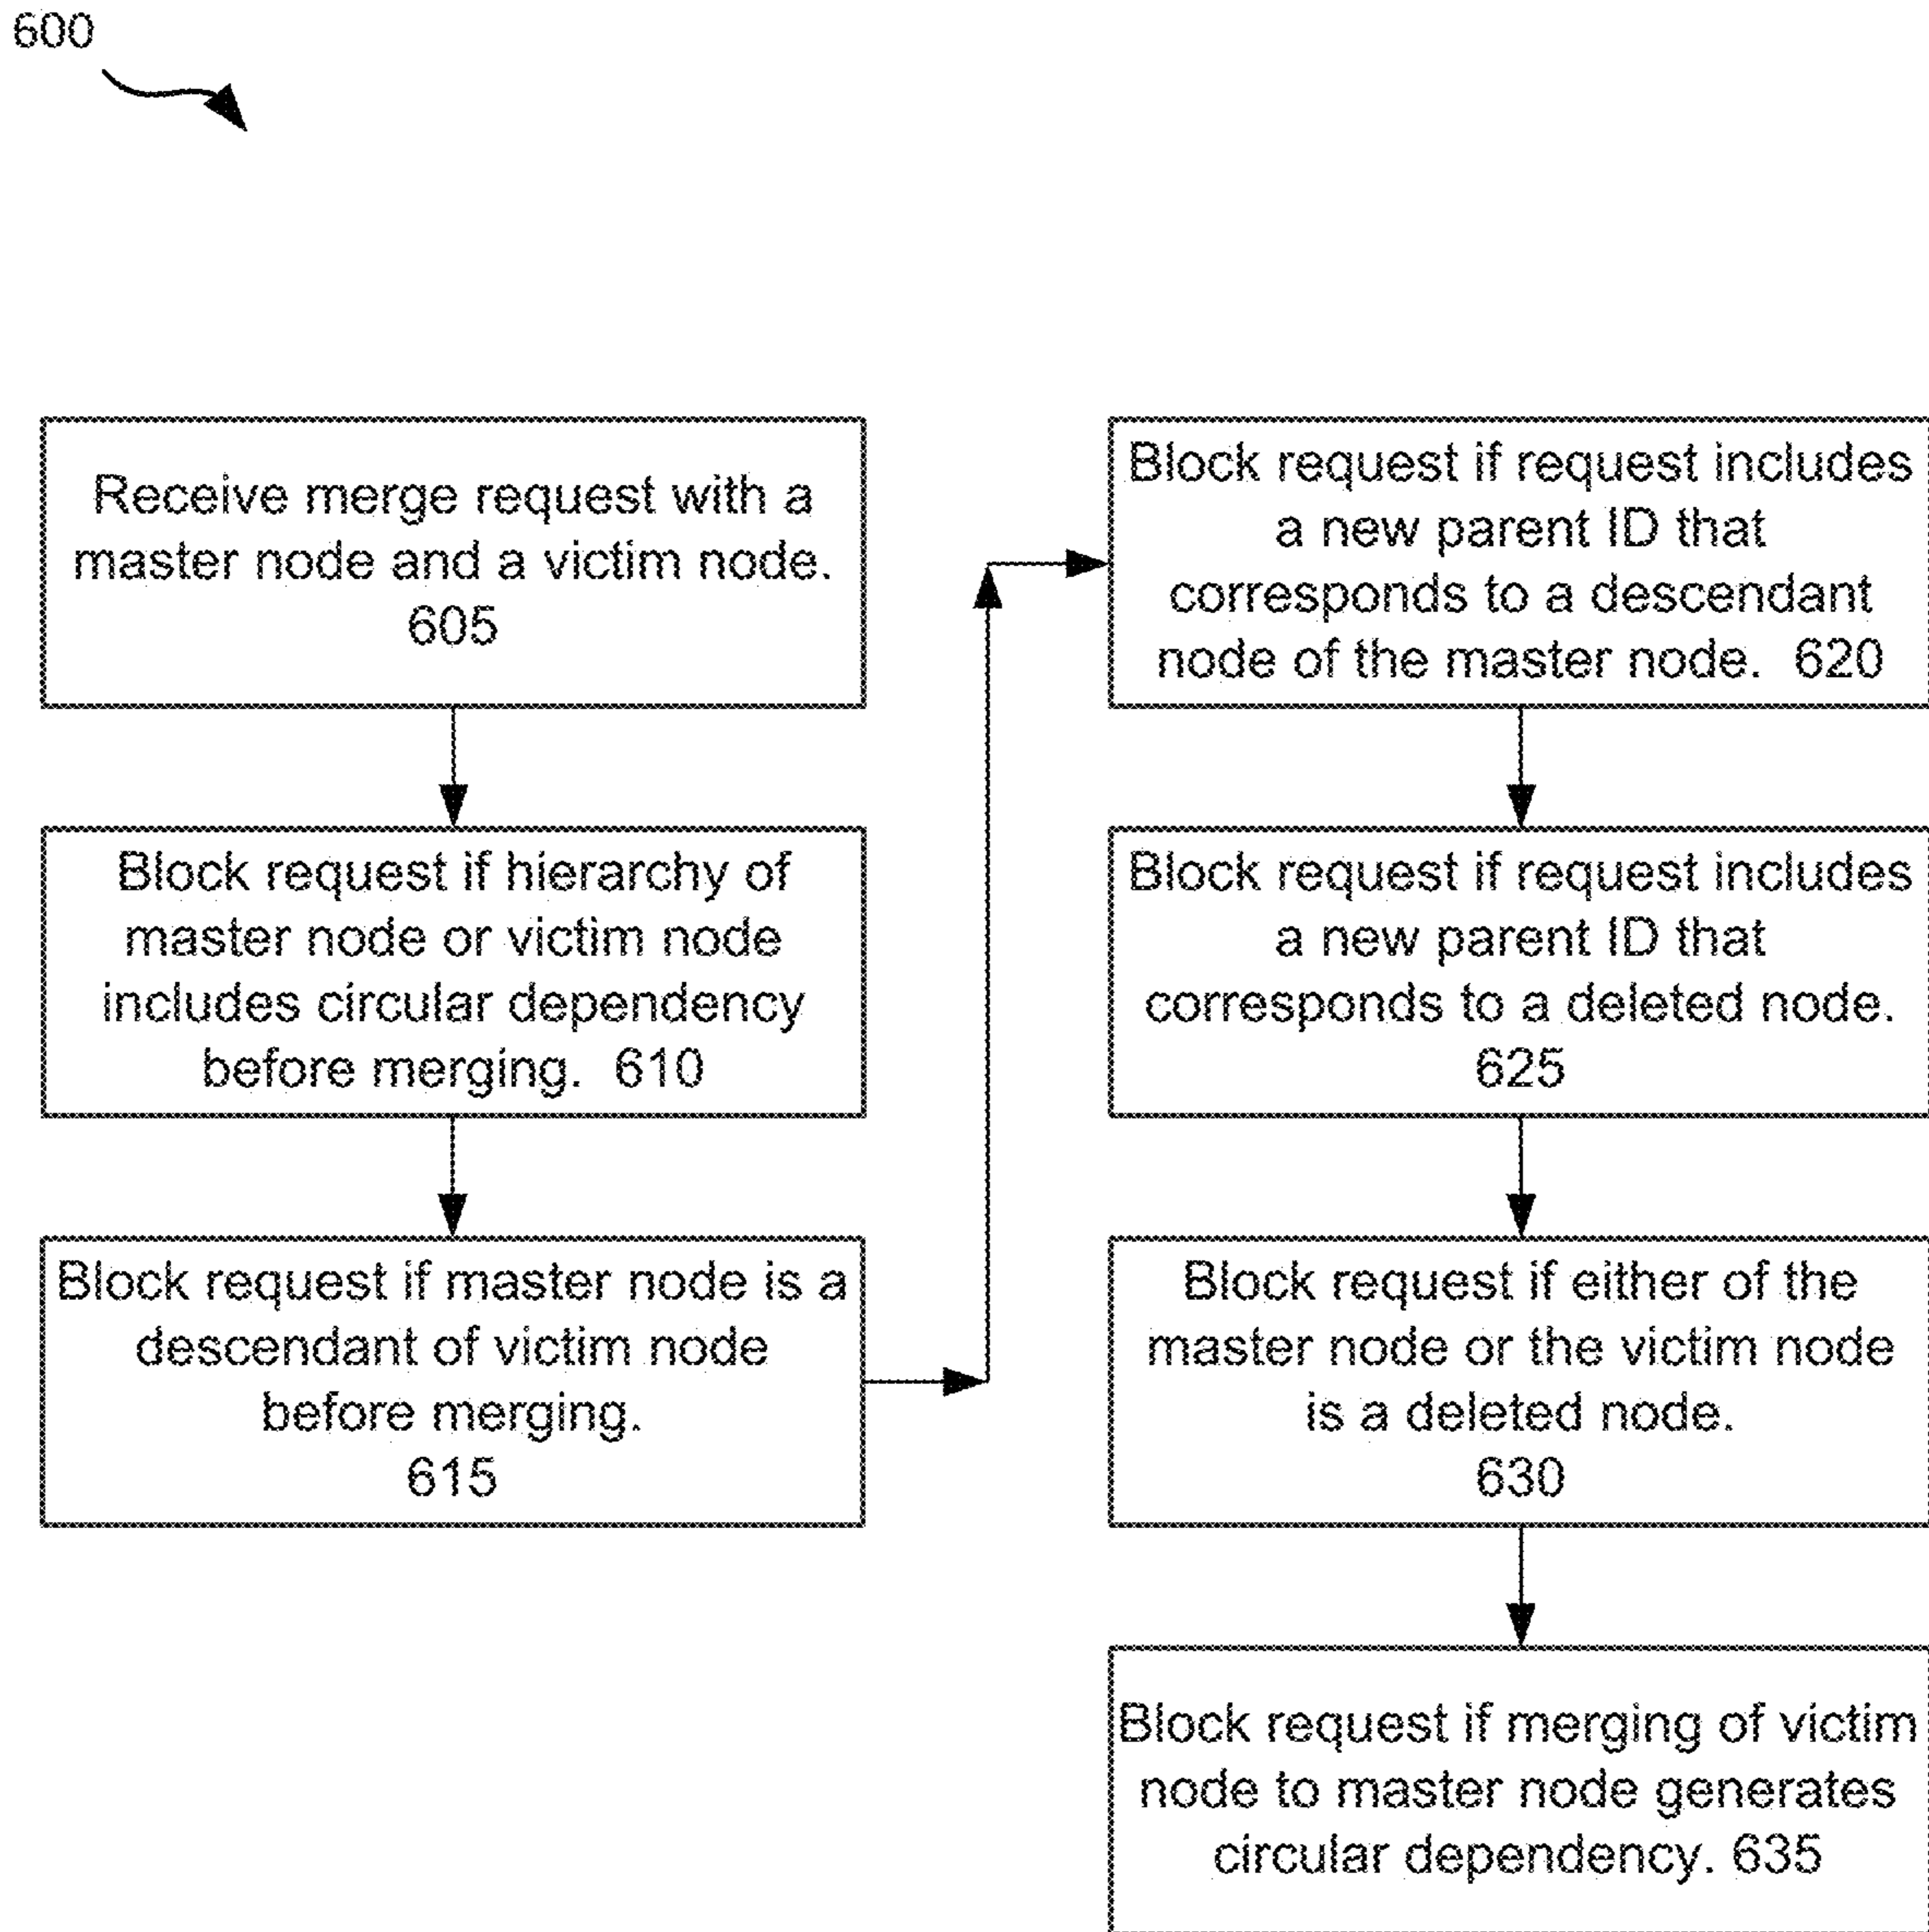 600
Receive merge request with a
master node and a victim node.
605
Block request if hierarchy of
master node or victim node
includes circular dependency
before merging. 610
Block request if master node is a
descendant of victim node
before merging.
615
Block request if request includes
a new parent ID that
corresponds to a descendant
node of the master node. 620
Block request if request includes
a new parent ID that
corresponds to a deleted node.
625
Block request if either of the
master node or the victim node
is a deleted node.
630
Block request if merging of victim
node to master node generates
circular dependency. 635